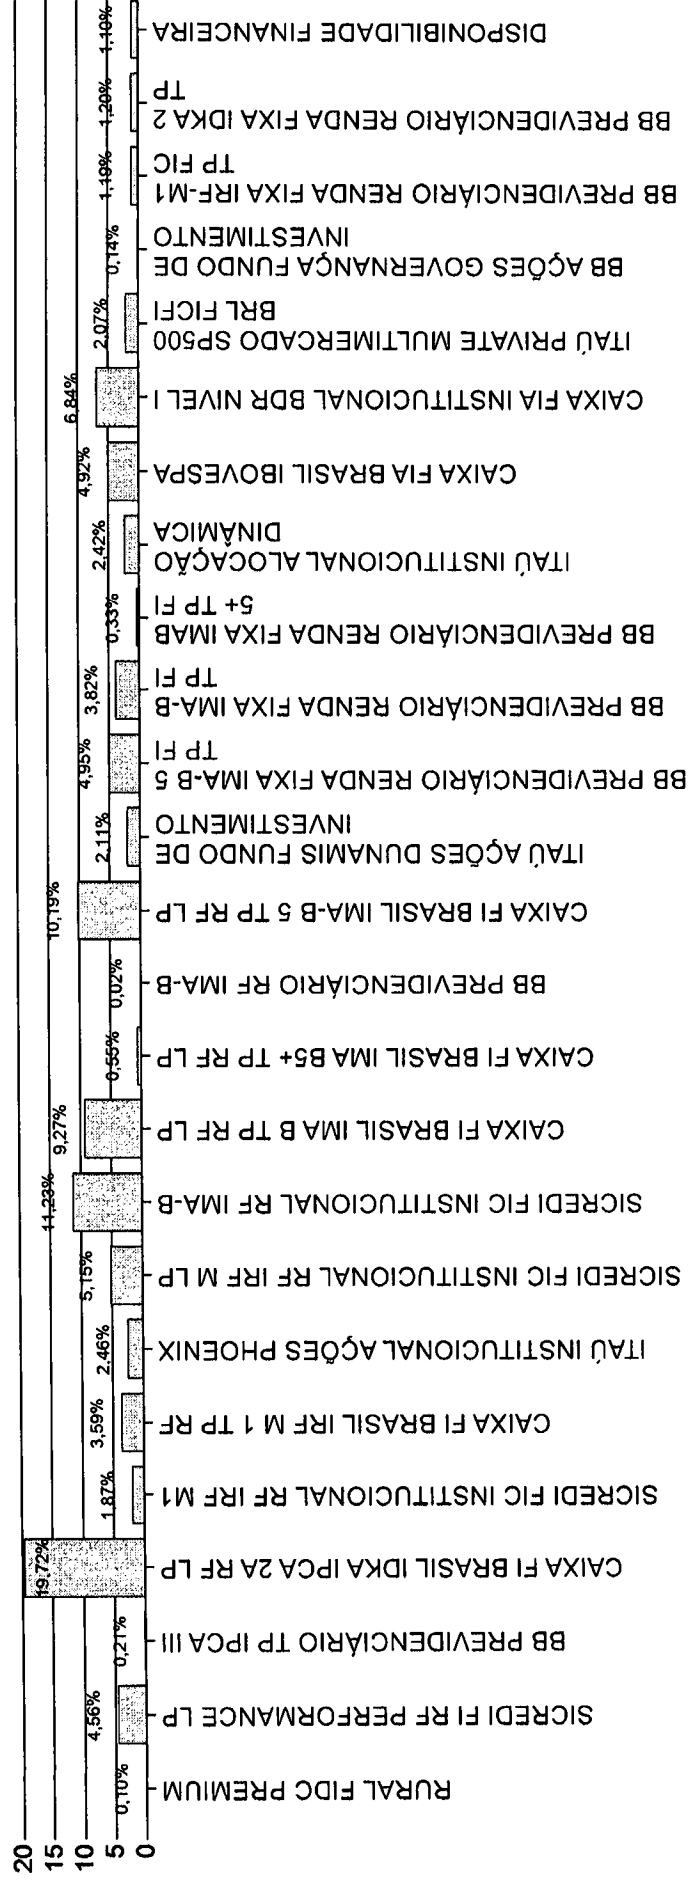 20
15
10
5
0
0,10%
RURAL FIDC PREMIUM
4,56%
SICREDI FI RF PERFORMANCE LP
0,21%
BB PREVIDENCIÁRIO TP IPCA III
19,72%
CAIXA FI BRASIL IDKA IPCA 2A RF LP
1,87%
SICREDI FIC INSTITUCIONAL RF IRF M1
3,59%
CAIXA FI BRASIL IRF M 1 TP RF
2,46%
ITAÚ INSTITUCIONAL AÇÕES PHOENIX
5,15%
SICREDI FIC INSTITUCIONAL RF IRF M LP
11,23%
SICREDI FIC INSTITUCIONAL RF IMA-B
9,27%
CAIXA FI BRASIL IMA B TP RF LP
0,55%
CAIXA FI BRASIL IMA B5+ TP RF LP
0,02%
BB PREVIDENCIÁRIO RF IMA-B
10,19%
CAIXA FI BRASIL IMA-B 5 TP RF LP
2,11%
ITAÚ AÇÕES DUNAMIS FUNDO DE
INVESTIMENTO
4,95%
BB PREVIDENCIÁRIO RENDA FIXA IMA-B 5
TP FI
3,82%
BB PREVIDENCIÁRIO RENDA FIXA IMA-B
TP FI
0,33%
BB PREVIDENCIÁRIO RENDA FIXA IMAB
5+ TP FI
2,42%
ITAÚ INSTITUCIONAL ALOCAÇÃO
DINÂMICA
4,92%
CAIXA FIA BRASIL IBOVESPA
6,84%
CAIXA FIA INSTITUCIONAL BDR NIVEL I
2,07%
ITAÚ PRIVATE MULTIMERCADO SP500
BRL FICFI
0,14%
BB AÇÕES GOVERNANÇA FUNDO DE
INVESTIMENTO
1,19%
BB PREVIDENCIÁRIO RENDA FIXA IRF-M1
TP FIC
1,20%
BB PREVIDENCIÁRIO RENDA FIXA IDKA 2
TP
1,10%
DISPONIBILIDADE FINANCEIRA